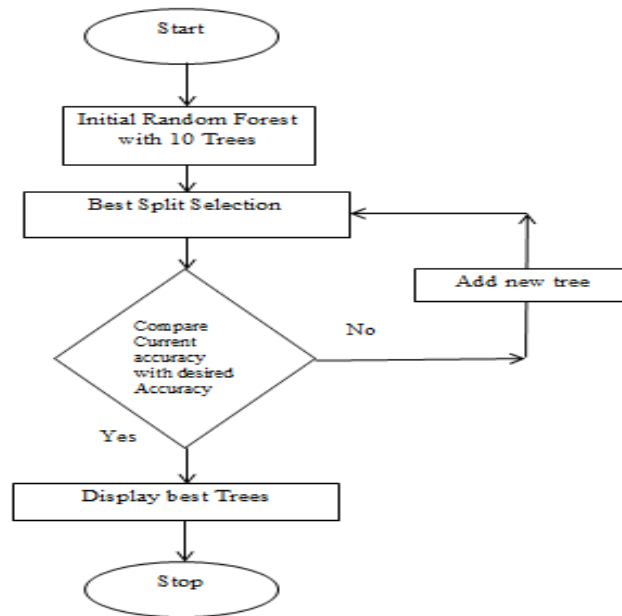 Start
Initial Random Forest
with 10 Trees
Best Split Selection
Add new tree
Compare
Current
accuracy
with desired
Accuracy
No
Yes
Display best Trees
Stop